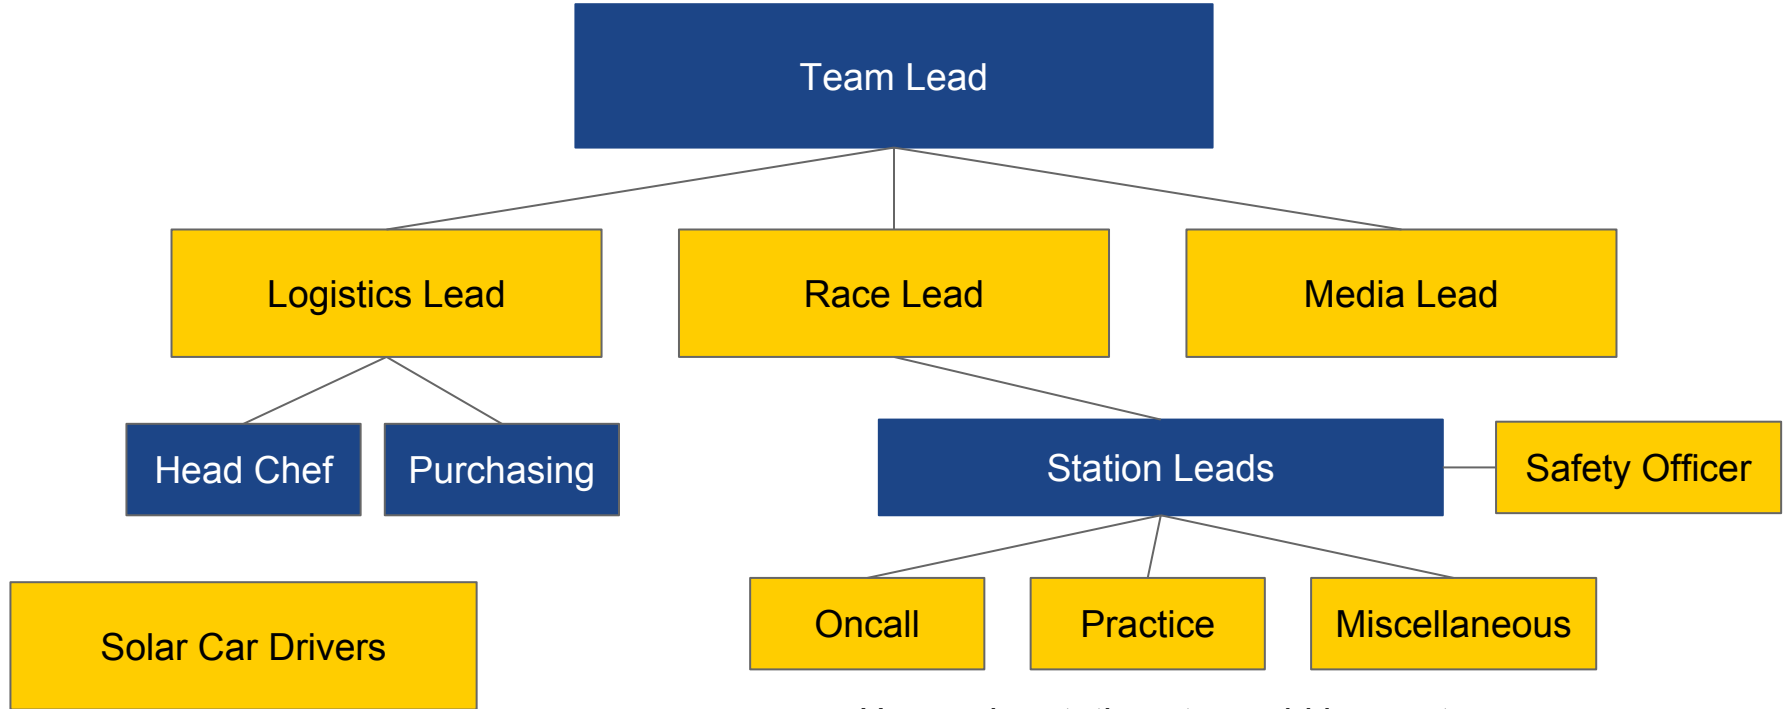 Team Lead
Logistics Lead
Race Lead
Media Lead
Head Chef
Purchasing
Station Leads
Safety Officer
Oncall
Practice
Miscellaneous
Solar Car Drivers